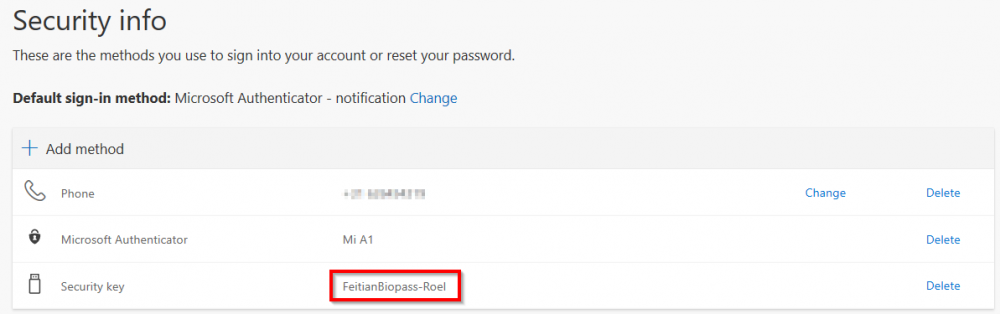 Security info
These are the methods you use to sign into your account or reset your password.
Default sign-in method: Microsoft Authenticator - notification Change
Add method
Phone Change Delete
Microsoft Authenticator Mi A1 Delete
Security key FeitianBiopass-Roel Delete